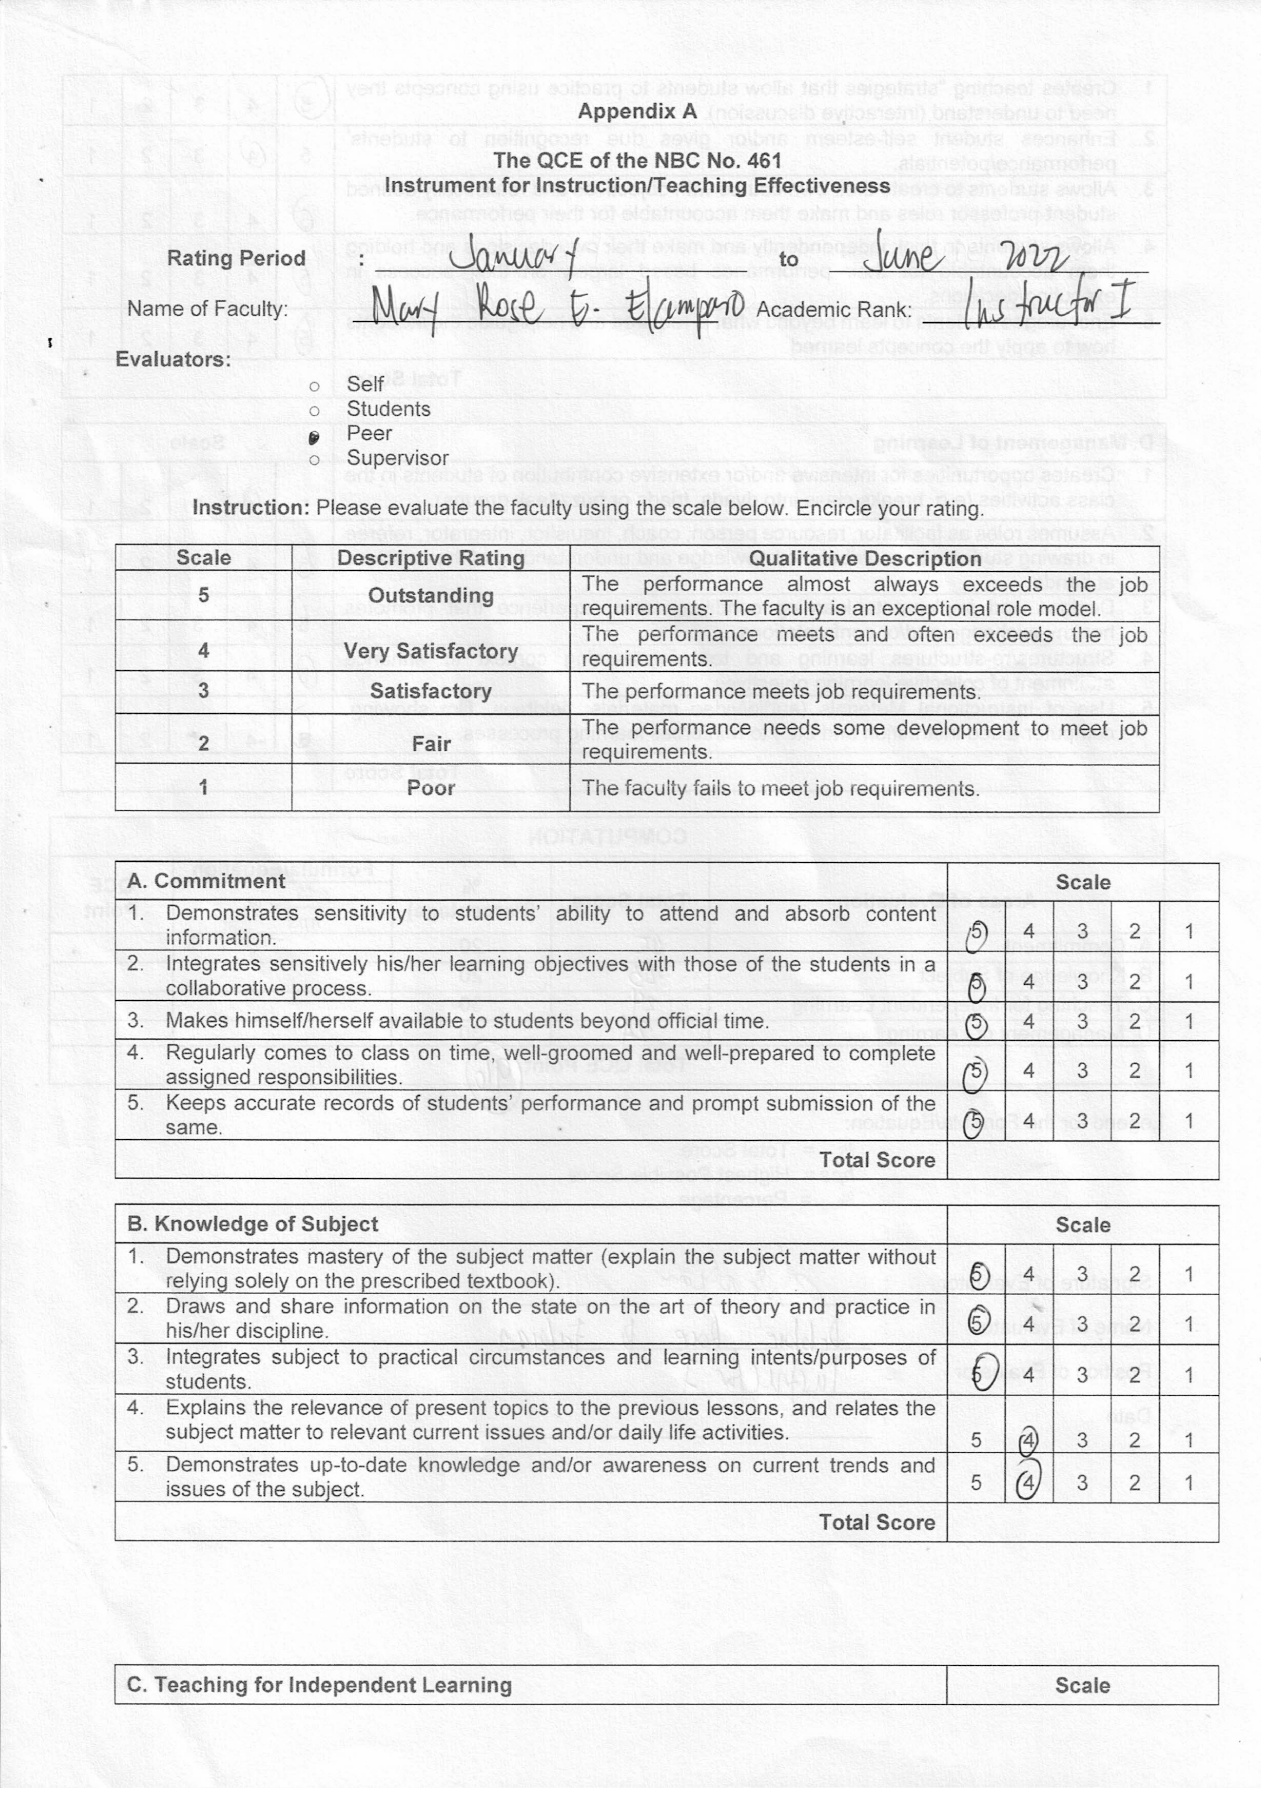 Appendix A
The QCE of the NBC No. 461
Instrument for Instruction/Teaching Effectiveness
Rating Period : January to June 2022
Name of Faculty: Mary Rose E. Elamparo Academic Rank: Instructor I
Evaluators:
Self
Students
Peer
Supervisor
Instruction: Please evaluate the faculty using the scale below. Encircle your rating.
Scale Descriptive Rating Qualitative Description
5 Outstanding The performance almost always exceeds the job
requirements. The faculty is an exceptional role model.
4 Very Satisfactory The performance meets and often exceeds the job
requirements.
3 Satisfactory The performance meets job requirements.
2 Fair The performance needs some development to meet job
requirements.
1 Poor The faculty fails to meet job requirements.
A. Commitment Scale
1. Demonstrates sensitivity to students' ability to attend and absorb content
information. 5 4 3 2 1
2. Integrates sensitively his/her learning objectives with those of the students in a
collaborative process. 5 4 3 2 1
3. Makes himself/herself available to students beyond official time. 5 4 3 2 1
4. Regularly comes to class on time, well-groomed and well-prepared to complete
assigned responsibilities. 5 4 3 2 1
5. Keeps accurate records of students' performance and prompt submission of the
same. 5 4 3 2 1
Total Score
B. Knowledge of Subject Scale
1. Demonstrates mastery of the subject matter (explain the subject matter without
relying solely on the prescribed textbook). 5 4 3 2 1
2. Draws and share information on the state on the art of theory and practice in
his/her discipline. 5 4 3 2 1
3. Integrates subject to practical circumstances and learning intents/purposes of
students. 5 4 3 2 1
4. Explains the relevance of present topics to the previous lessons, and relates the
subject matter to relevant current issues and/or daily life activities. 5 4 3 2 1
5. Demonstrates up-to-date knowledge and/or awareness on current trends and
issues of the subject. 5 4 3 2 1
Total Score
C. Teaching for Independent Learning Scale